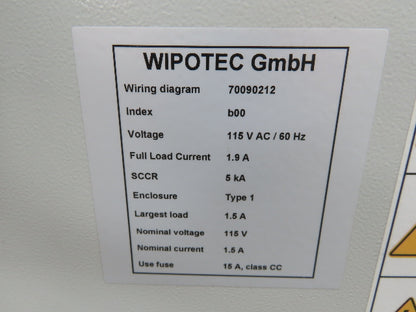 WIPOTEC GmbH
Wiring diagram 70090212
Index b00
Voltage 115 V AC / 60 Hz
Full Load Current 1.9 A
SCCR 5 kA
Enclosure Type 1
Largest load 1.5 A
Nominal voltage 115 V
Nominal current 1.5 A
Use fuse 15 A, class CC